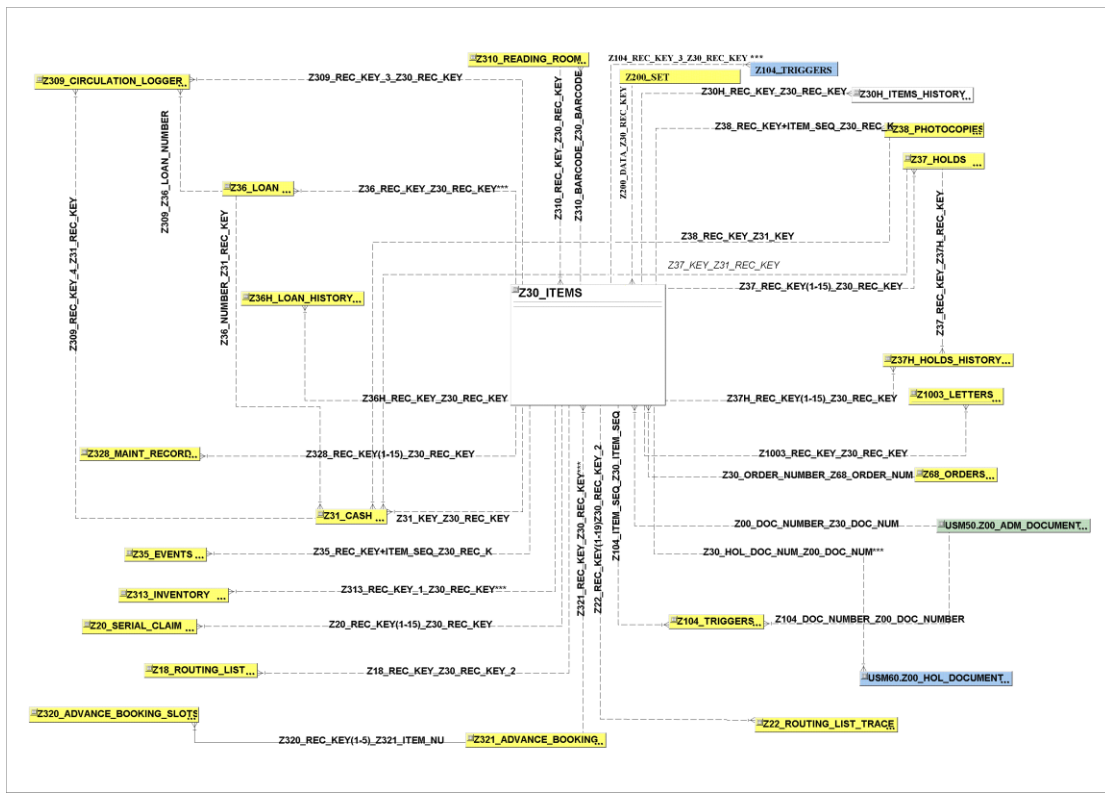 Z310_READING_ROOM...
Z104_REC_KEY_3_Z30_REC_KEY ***
Z104_TRIGGERS
Z309_CIRCULATION_LOGGER...
Z309_REC_KEY_3_Z30_REC_KEY
Z200_SET
Z30H_REC_KEY_Z30_REC_KEY
Z30H_ITEMS_HISTORY...
Z310_REC_KEY_Z30_REC_KEY
Z310_BARCODE_Z30_BARCODE
Z200_DATA_Z30_REC_KEY
Z38_REC_KEY+ITEM_SEQ_Z30_REC_K
Z38_PHOTOCOPIES
Z309_Z36_LOAN_NUMBER
Z37_HOLDS ...
Z36_LOAN ...
Z36_REC_KEY_Z30_REC_KEY***
Z309_REC_KEY_4_Z31_REC_KEY
Z36_NUMBER_Z31_REC_KEY
Z38_REC_KEY_Z31_KEY
Z37_REC_KEY_Z37H_REC_KEY
Z37_KEY_Z31_REC_KEY
Z30_ITEMS
Z37_REC_KEY(1-15)_Z30_REC_KEY
Z36H_LOAN_HISTORY...
Z37H_HOLDS_HISTORY...
Z36H_REC_KEY_Z30_REC_KEY
Z37H_REC_KEY(1-15)_Z30_REC_KEY
Z1003_LETTERS ...
Z328_MAINT_RECORD...
Z328_REC_KEY(1-15)_Z30_REC_KEY
Z321_REC_KEY_Z30_REC_KEY***
Z22_REC_KEY(1-19)Z30_REC_KEY_2
Z104_ITEM_SEQ_Z30_ITEM_SEQ
Z1003_REC_KEY_Z30_REC_KEY
Z30_ORDER_NUMBER_Z68_ORDER_NUM
Z68_ORDERS...
Z31_CASH ...
Z31_KEY_Z30_REC_KEY
Z00_DOC_NUMBER_Z30_DOC_NUM
USM50.Z00_ADM_DOCUMENT...
Z35_EVENTS ...
Z35_REC_KEY+ITEM_SEQ_Z30_REC_K
Z30_HOL_DOC_NUM_Z00_DOC_NUM***
Z313_INVENTORY ...
Z313_REC_KEY_1_Z30_REC_KEY***
Z20_SERIAL_CLAIM ...
Z20_REC_KEY(1-15)_Z30_REC_KEY
Z104_TRIGGERS...
Z104_DOC_NUMBER_Z00_DOC_NUMBER
Z18_ROUTING_LIST...
Z18_REC_KEY_Z30_REC_KEY_2
USM60.Z00_HOL_DOCUMENT...
Z320_ADVANCE_BOOKING_SLOTS...
Z22_ROUTING_LIST_TRACE...
Z320_REC_KEY(1-5)_Z321_ITEM_NU
Z321_ADVANCE_BOOKING...